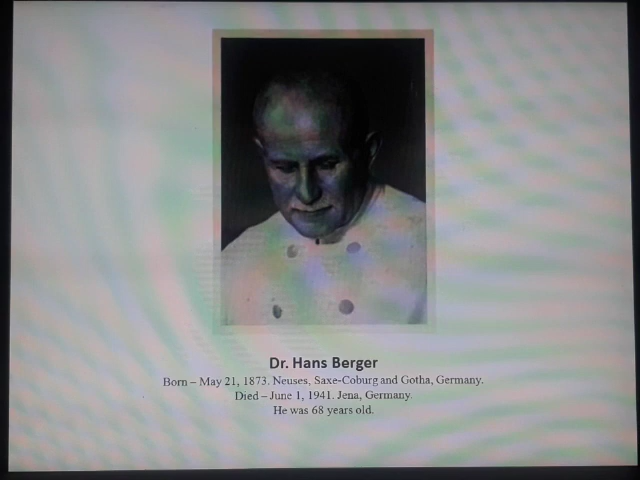 Dr. Hans Berger
Born – May 21, 1873. Neuses, Saxe-Coburg and Gotha, Germany.
Died – June 1, 1941. Jena, Germany.
He was 68 years old.